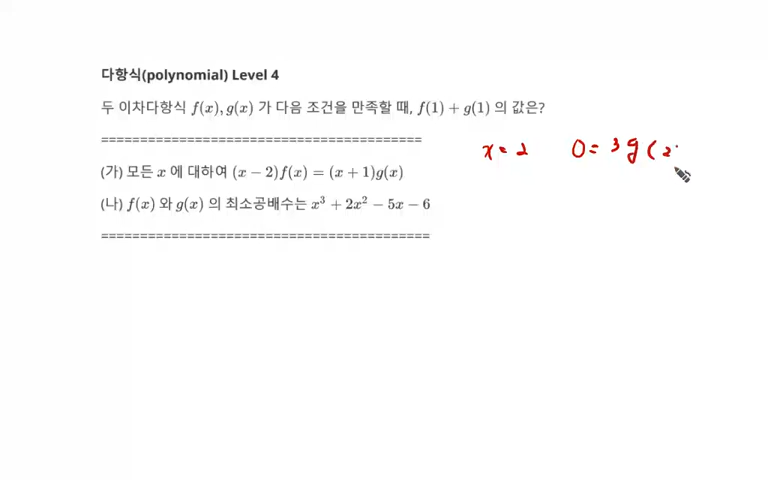 다항식(polynomial) Level 4
두 이차다항식 f(x), g(x) 가 다음 조건을 만족할 때, f(1) + g(1) 의 값은?
=========================================
x = 2    0 = 3 g ( 2
(가) 모든 x 에 대하여 (x − 2)f(x) = (x + 1)g(x)
(나) f(x) 와 g(x) 의 최소공배수는 x³ + 2x² − 5x − 6
==========================================